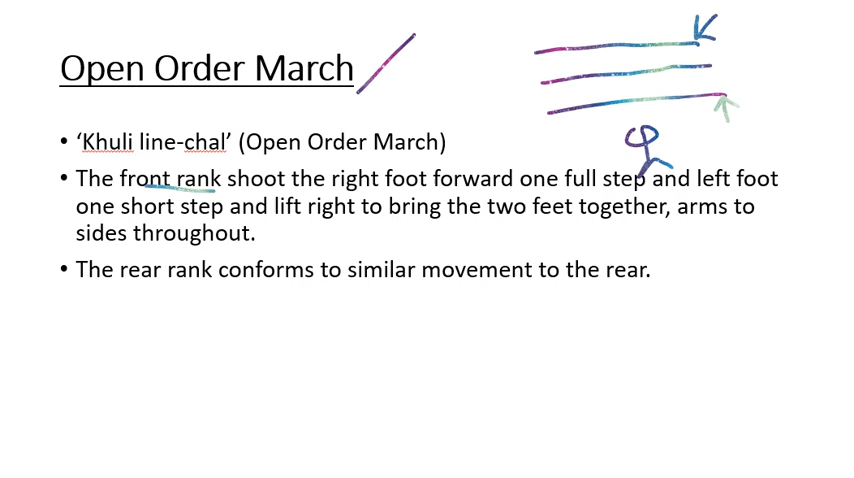 Open Order March
• ‘Khuli line-chal’ (Open Order March)
• The front rank shoot the right foot forward one full step and left foot
one short step and lift right to bring the two feet together, arms to
sides throughout.
• The rear rank conforms to similar movement to the rear.